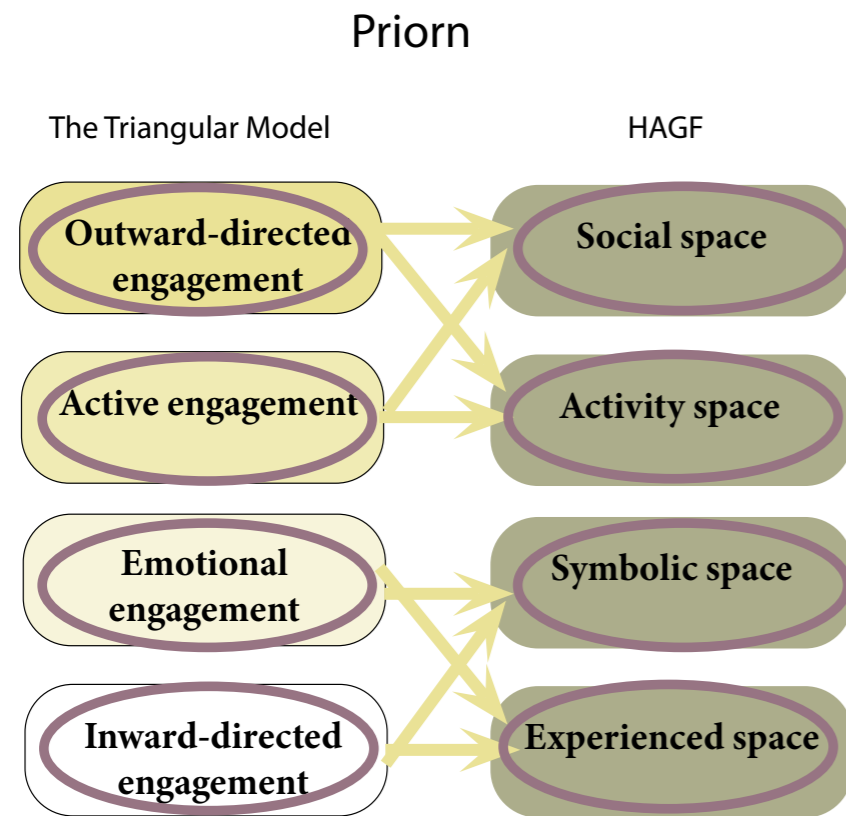 Priorn
The Triangular Model
HAGF
Outward-directed
engagement
Social space
Active engagement
Activity space
Emotional
engagement
Symbolic space
Inward-directed
engagement
Experienced space